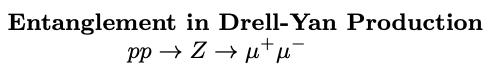 Entanglement in Drell-Yan Production
pp → Z → μ⁺μ⁻